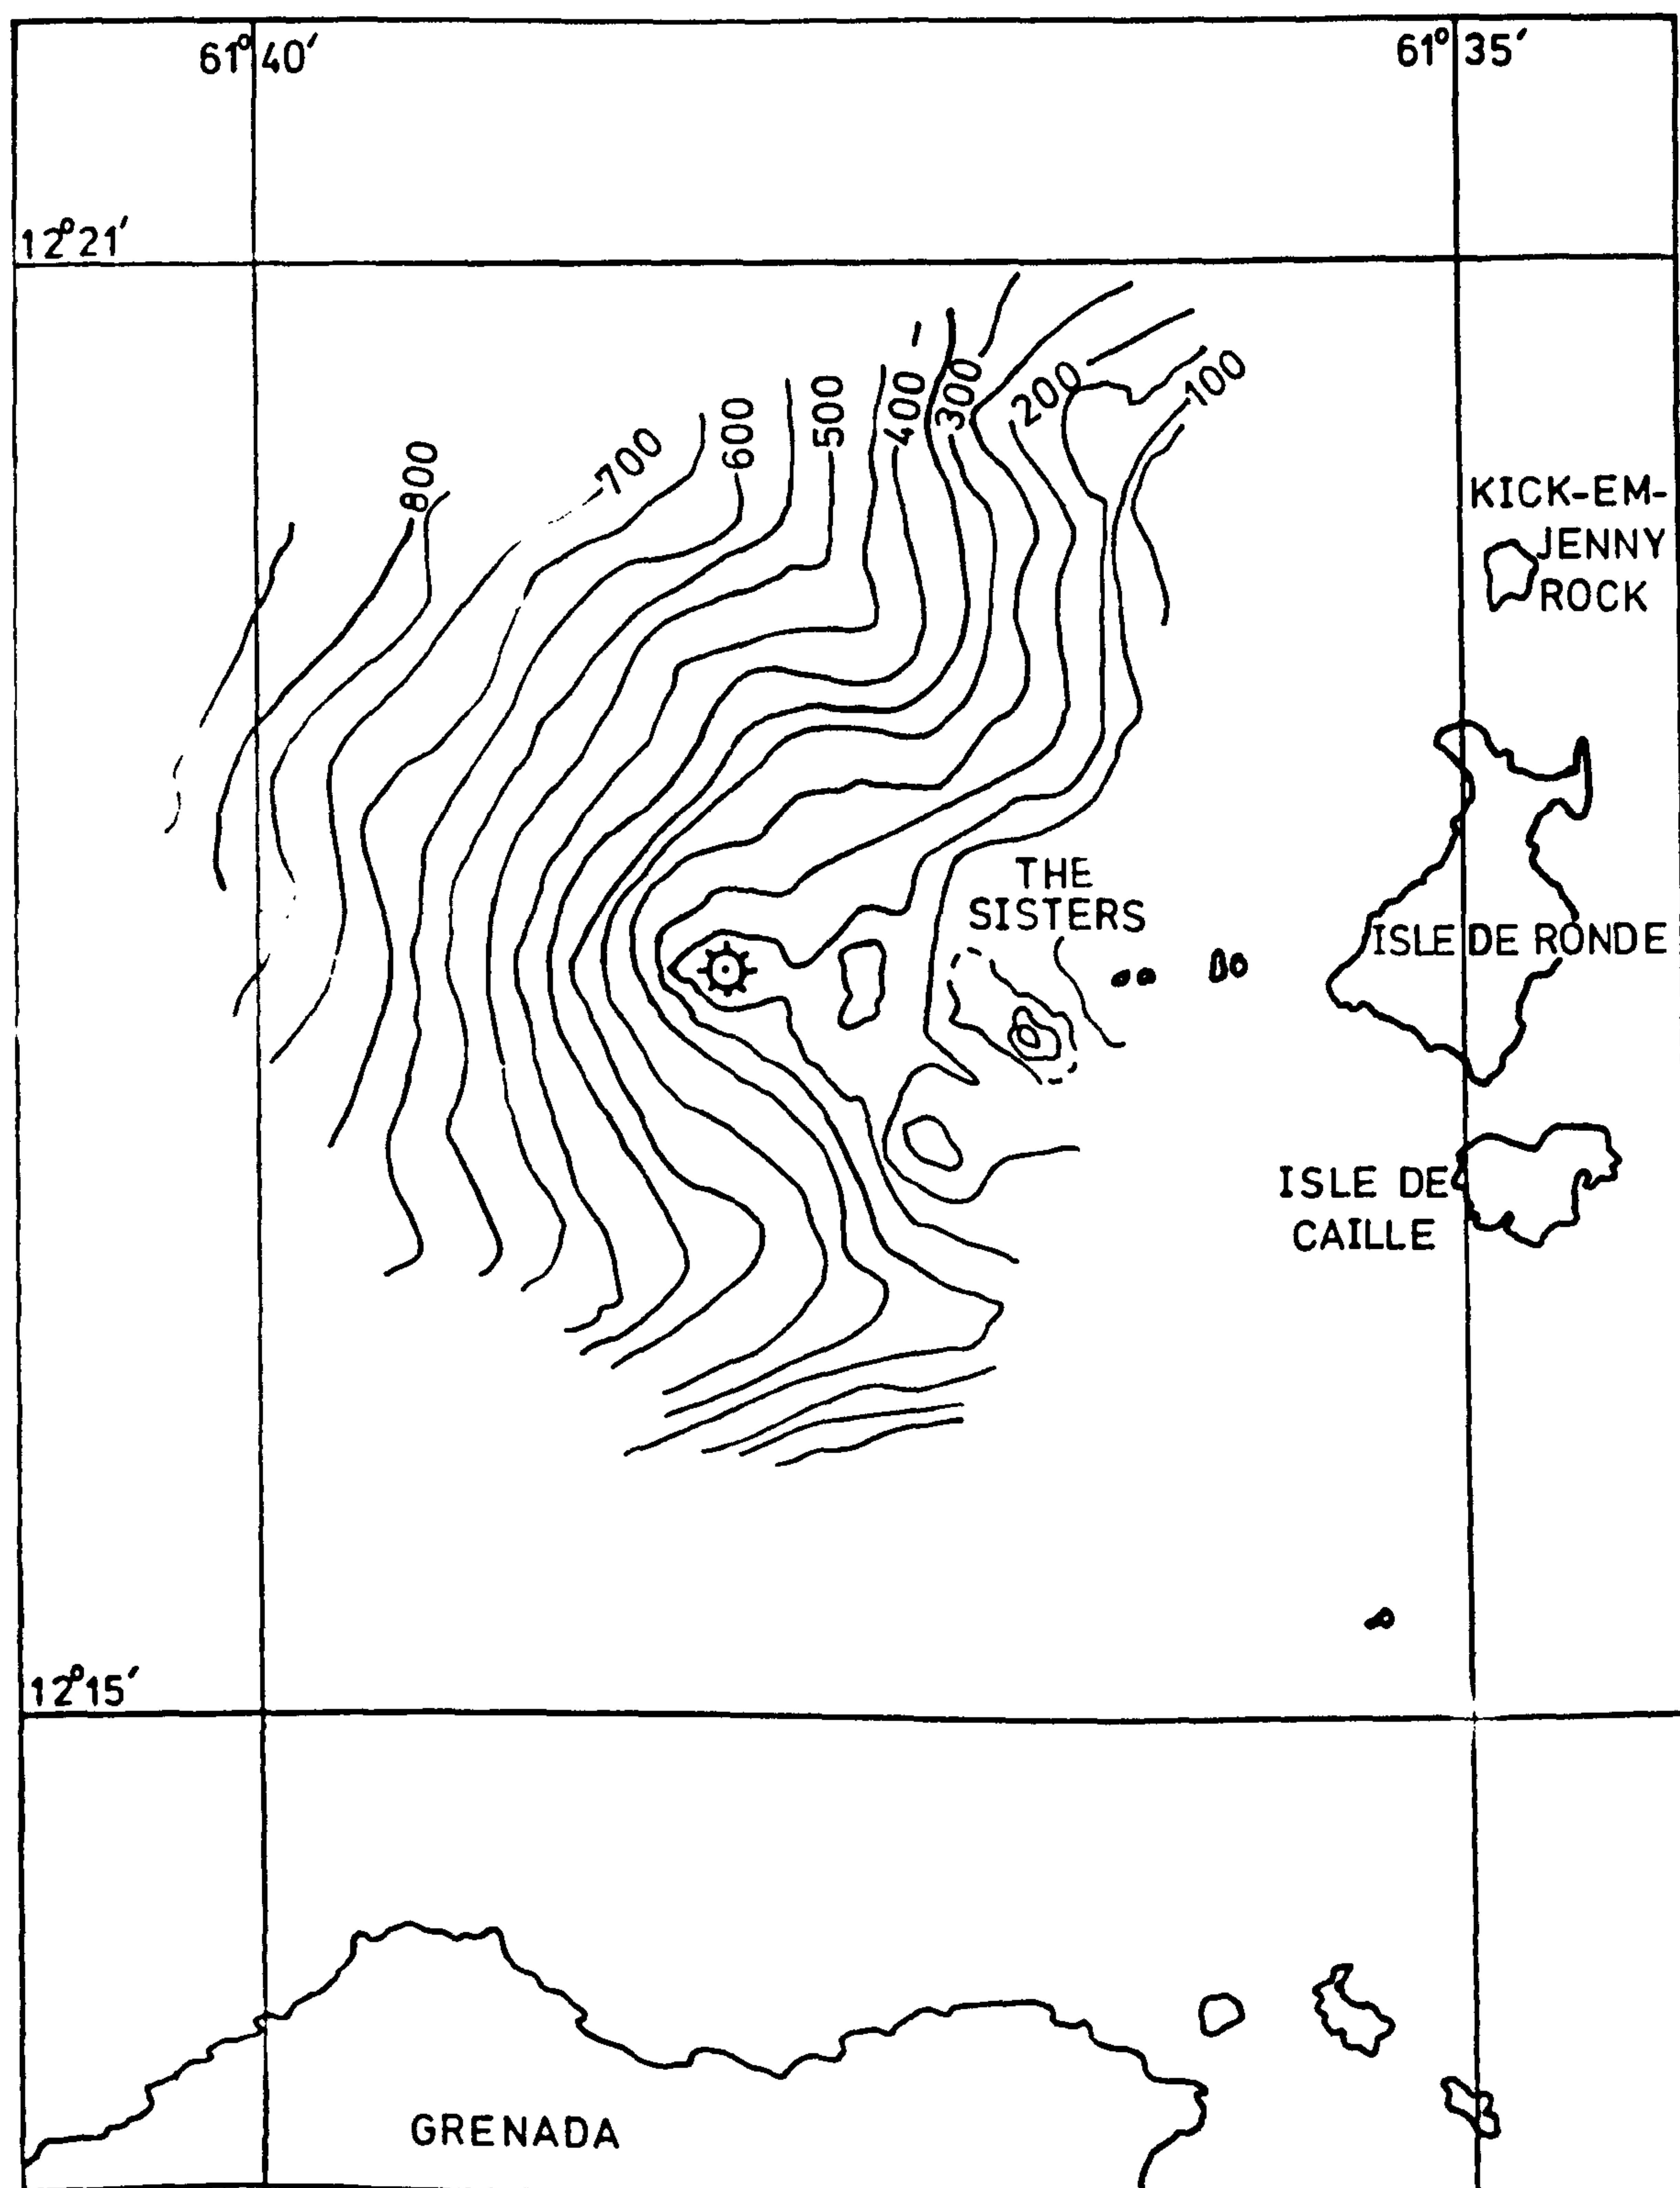 61°40′
61°35′
12°21′
800
700
600
500
400
300
200
100
KICK-EM-
JENNY
ROCK
THE
SISTERS
ISLE DE RONDE
ISLE DE
CAILLE
12°15′
GRENADA